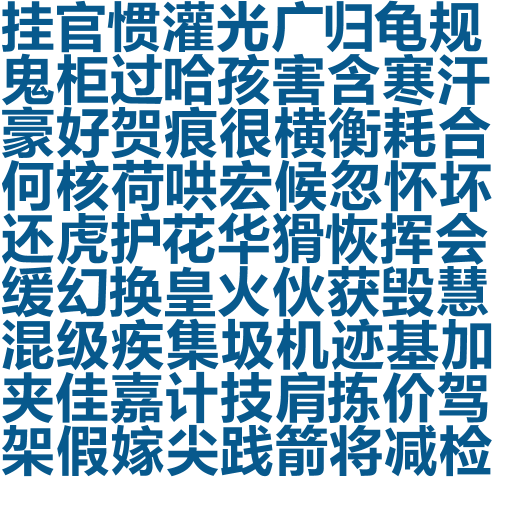 挂官惯灌光广归龟规
鬼柜过哈孩害含寒汗
豪好贺痕很横衡耗合
何核荷哄宏候忽怀坏
还虎护花华猾恢挥会
缓幻换皇火伙获毁慧
混级疾集圾机迹基加
夹佳嘉计技肩拣价驾
架假嫁尖践箭将减检